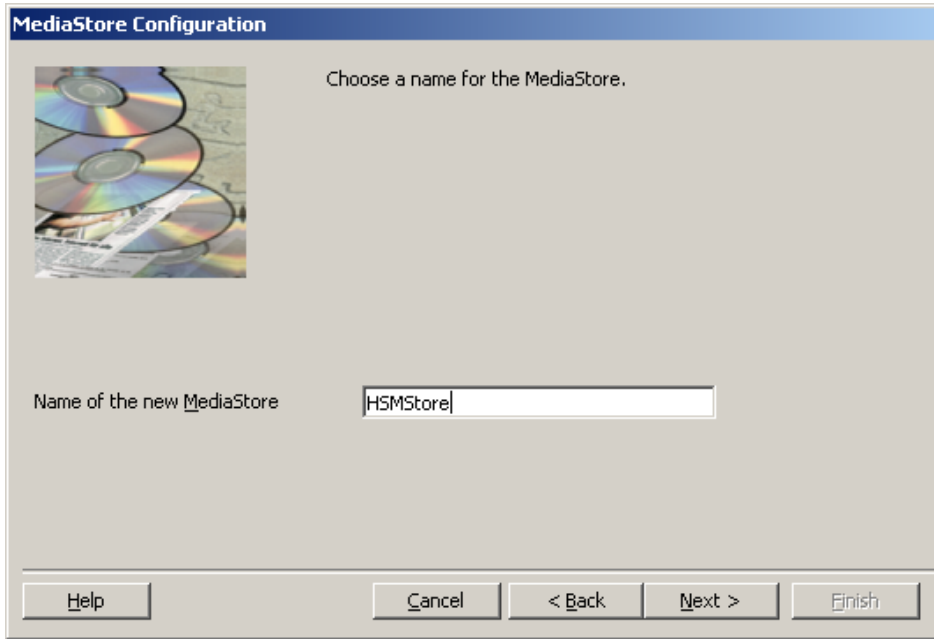 MediaStore Configuration
Choose a name for the MediaStore.
Name of the new MediaStore
HSMStore
Help
Cancel
< Back
Next >
Finish